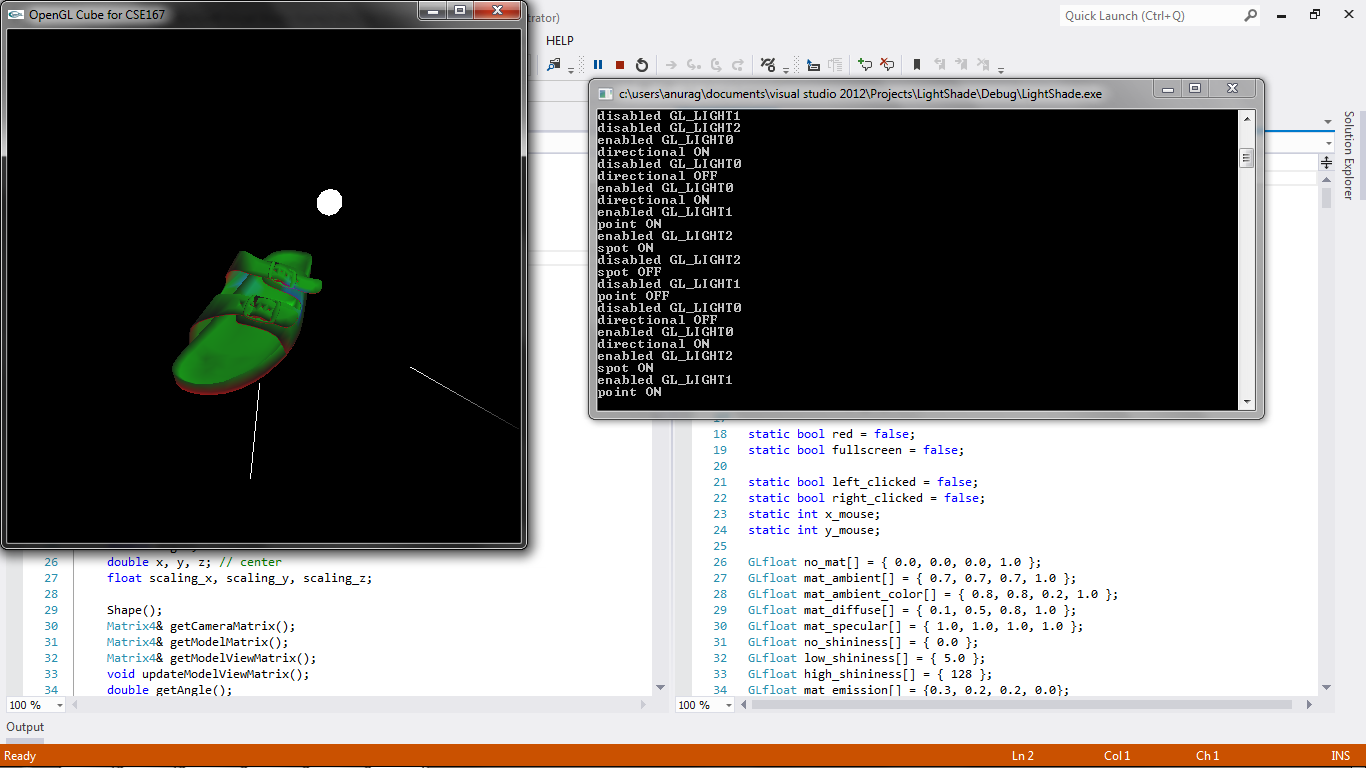 OpenGL Cube for CSE167
trator)
Quick Launch (Ctrl+Q)
HELP
c:\users\anurag\documents\visual studio 2012\Projects\LightShade\Debug\LightShade.exe
disabled GL_LIGHT1
disabled GL_LIGHT2
enabled GL_LIGHT0
directional ON
disabled GL_LIGHT0
directional OFF
enabled GL_LIGHT0
directional ON
enabled GL_LIGHT1
point ON
enabled GL_LIGHT2
spot ON
disabled GL_LIGHT2
spot OFF
disabled GL_LIGHT1
point OFF
disabled GL_LIGHT0
directional OFF
enabled GL_LIGHT0
directional ON
enabled GL_LIGHT2
spot ON
enabled GL_LIGHT1
point ON
Solution Explorer
26 double x, y, z; // center
27 float scaling_x, scaling_y, scaling_z;
28
29 Shape();
30 Matrix4& getCameraMatrix();
31 Matrix4& getModelMatrix();
32 Matrix4& getModelViewMatrix();
33 void updateModelViewMatrix();
34 double getAngle();
100 %
18 static bool red = false;
19 static bool fullscreen = false;
20
21 static bool left_clicked = false;
22 static bool right_clicked = false;
23 static int x_mouse;
24 static int y_mouse;
25
26 GLfloat no_mat[] = { 0.0, 0.0, 0.0, 1.0 };
27 GLfloat mat_ambient[] = { 0.7, 0.7, 0.7, 1.0 };
28 GLfloat mat_ambient_color[] = { 0.8, 0.8, 0.2, 1.0 };
29 GLfloat mat_diffuse[] = { 0.1, 0.5, 0.8, 1.0 };
30 GLfloat mat_specular[] = { 1.0, 1.0, 1.0, 1.0 };
31 GLfloat no_shininess[] = { 0.0 };
32 GLfloat low_shininess[] = { 5.0 };
33 GLfloat high_shininess[] = { 128 };
34 GLfloat mat_emission[] = {0.3, 0.2, 0.2, 0.0};
100 %
Output
Ready
Ln 2
Col 1
Ch 1
INS